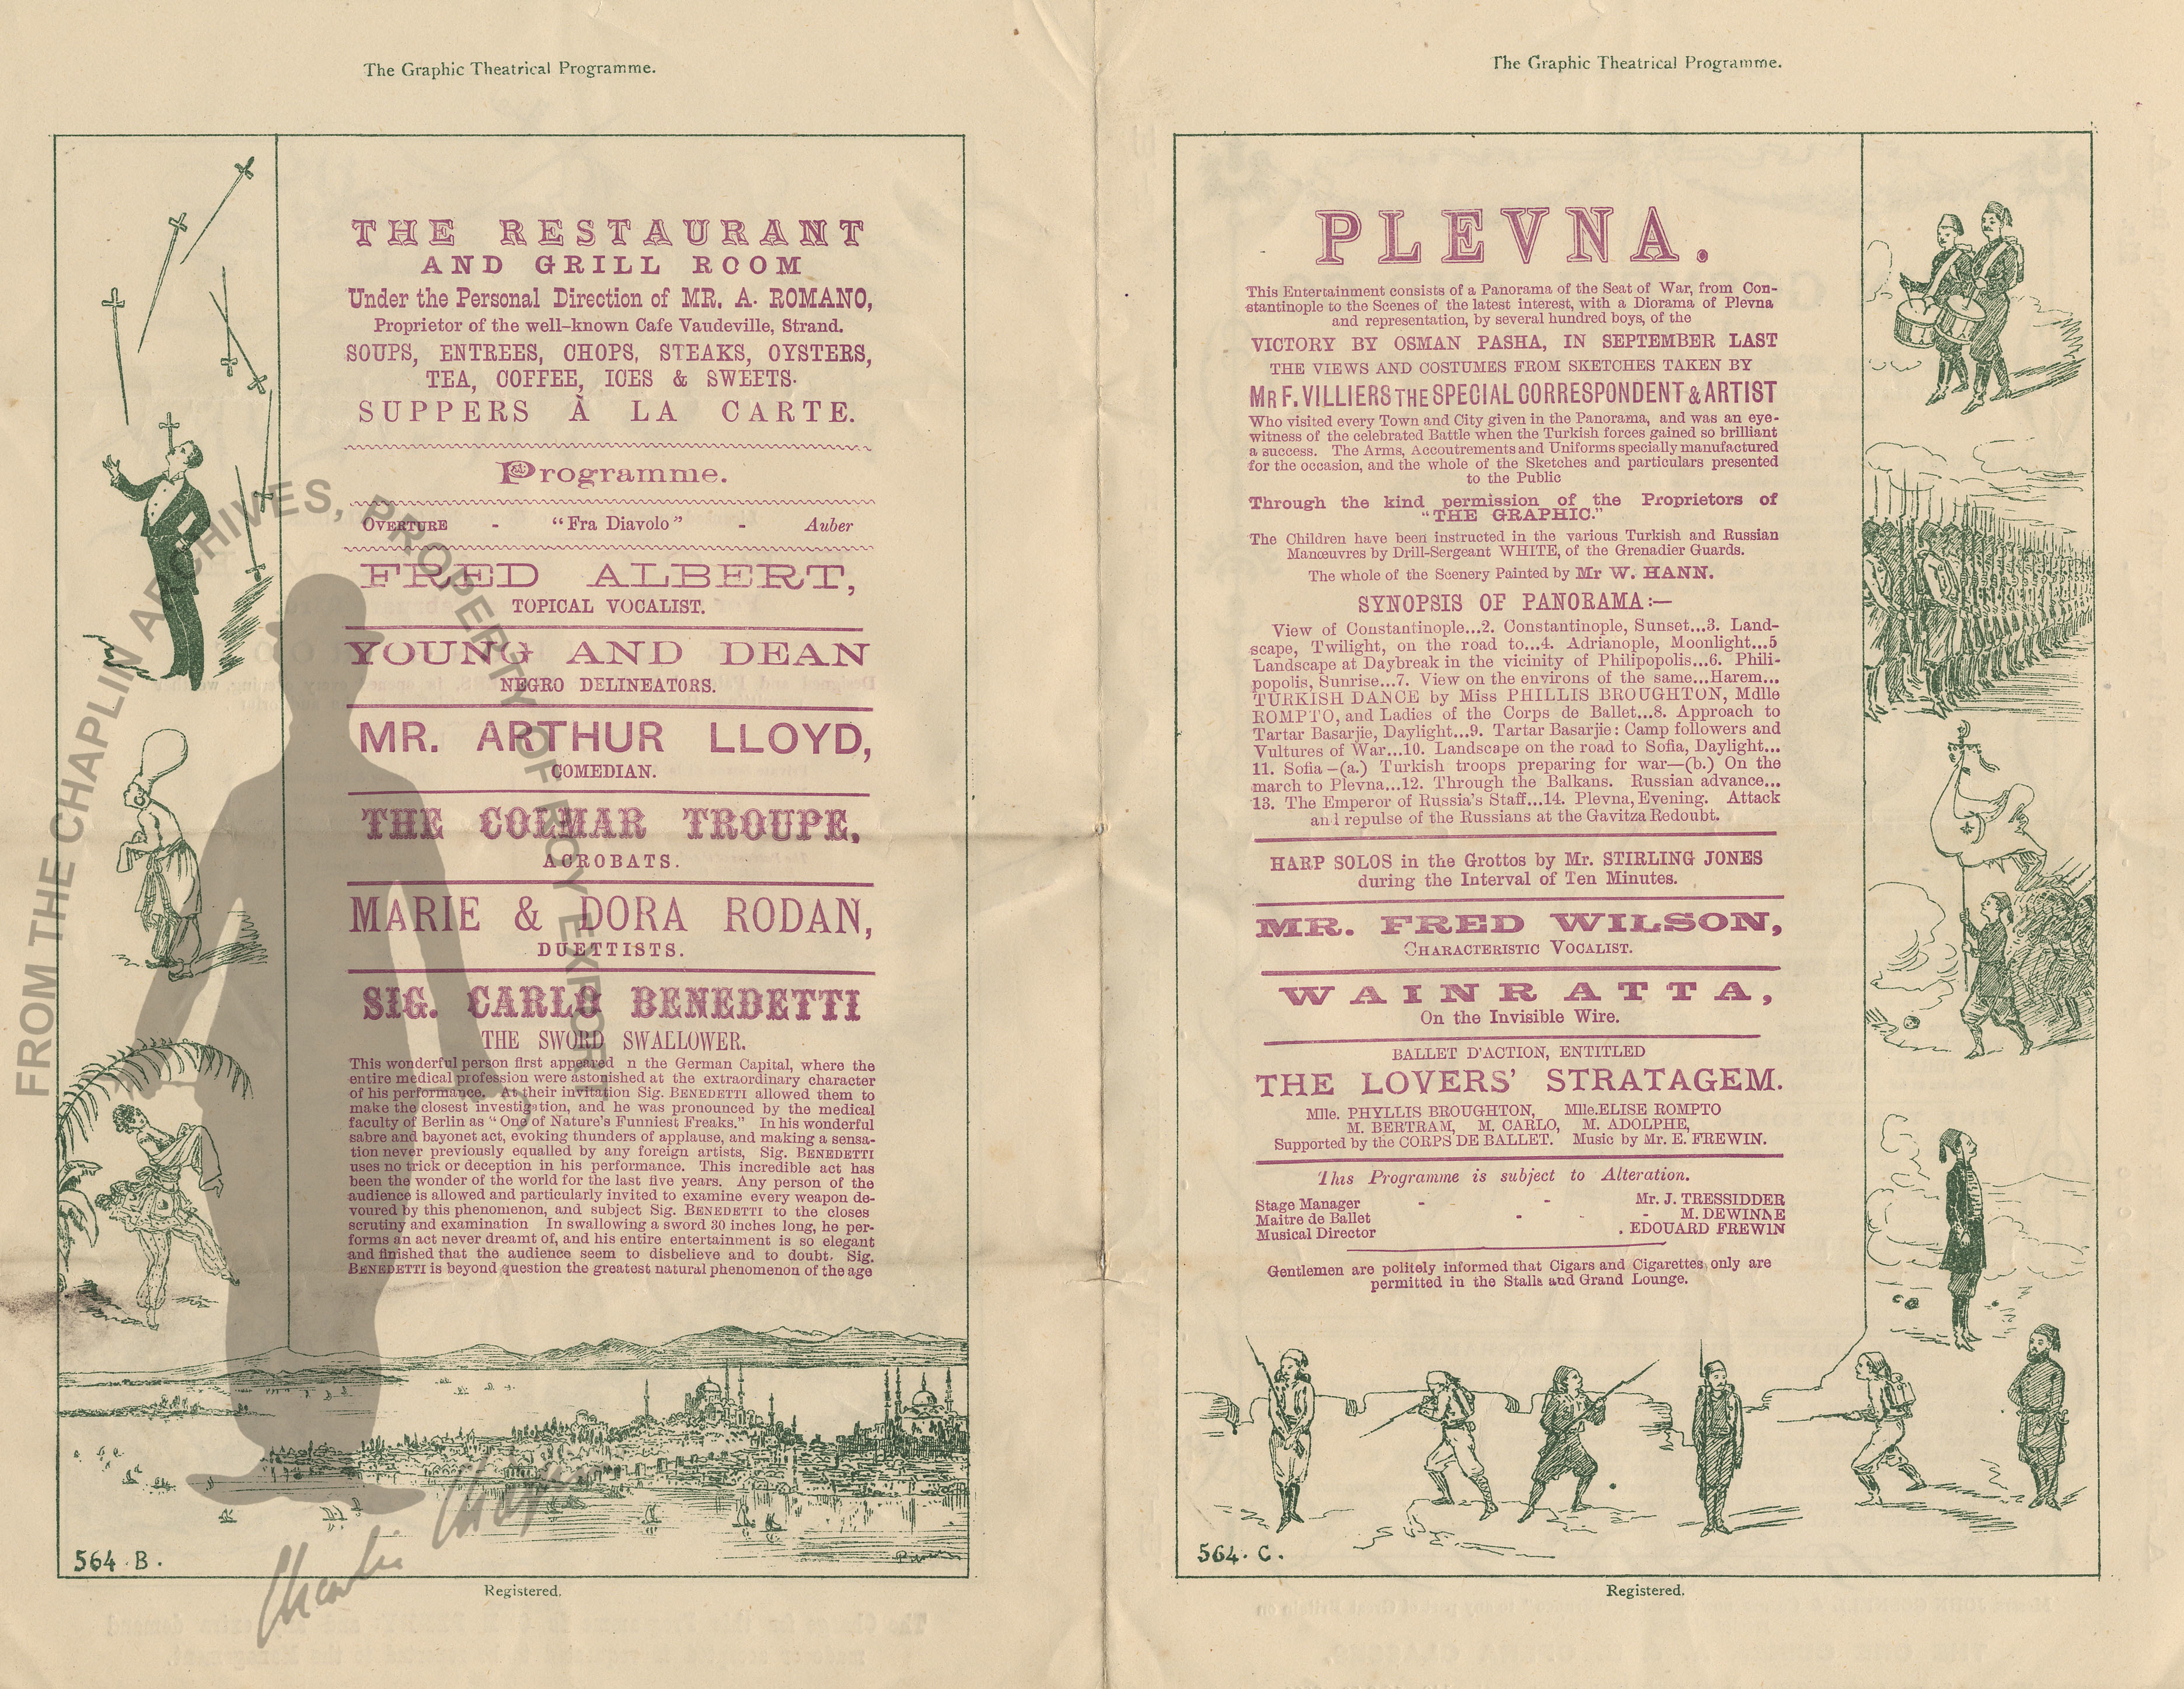 The Graphic Theatrical Programme.
THE RESTAURANT
AND GRILL ROOM
Under the Personal Direction of MR. A. ROMANO,
Proprietor of the well-known Cafe Vaudeville, Strand.
SOUPS, ENTREES, CHOPS, STEAKS, OYSTERS,
TEA, COFFEE, ICES & SWEETS.
SUPPERS À LA CARTE.
Programme.
OVERTURE - "Fra Diavolo" - Auber
FRED ALBERT,
TOPICAL VOCALIST.
YOUNG AND DEAN
NEGRO DELINEATORS.
MR. ARTHUR LLOYD,
COMEDIAN.
THE COLMAR TROUPE,
ACROBATS.
MARIE & DORA RODAN,
DUETTISTS.
SIG. CARLO BENEDETTI
THE SWORD SWALLOWER.
This wonderful person first appeared n the German Capital, where the
entire medical profession were astonished at the extraordinary character
of his performance. At their invitation Sig. BENEDETTI allowed them to
make the closest investigation, and he was pronounced by the medical
faculty of Berlin as "One of Nature's Funniest Freaks." In his wonderful
sabre and bayonet act, evoking thunders of applause, and making a sensa-
tion never previously equalled by any foreign artists, Sig. BENEDETTI
uses no trick or deception in his performance. This incredible act has
been the wonder of the world for the last five years. Any person of the
audience is allowed and particularly invited to examine every weapon de-
voured by this phenomenon, and subject Sig. BENEDETTI to the closes
scrutiny and examination In swallowing a sword 30 inches long, he per-
forms an act never dreamt of, and his entire entertainment is so elegant
and finished that the audience seem to disbelieve and to doubt. Sig.
BENEDETTI is beyond question the greatest natural phenomenon of the age
564. B.
Registered.
FROM THE CHAPLIN ARCHIVES, PROPERTY OF ROY EXPORT
Charlie Chaplin
The Graphic Theatrical Programme.
PLEVNA.
This Entertainment consists of a Panorama of the Seat of War, from Con-
stantinople to the Scenes of the latest interest, with a Diorama of Plevna
and representation, by several hundred boys, of the
VICTORY BY OSMAN PASHA, IN SEPTEMBER LAST
THE VIEWS AND COSTUMES FROM SKETCHES TAKEN BY
MR F. VILLIERS THE SPECIAL CORRESPONDENT & ARTIST
Who visited every Town and City given in the Panorama, and was an eye-
witness of the celebrated Battle when the Turkish forces gained so brilliant
a success. The Arms, Accoutrements and Uniforms specially manufactured
for the occasion, and the whole of the Sketches and particulars presented
to the Public
Through the kind permission of the Proprietors of
"THE GRAPHIC."
The Children have been instructed in the various Turkish and Russian
Manœuvres by Drill-Sergeant WHITE, of the Grenadier Guards.
The whole of the Scenery Painted by Mr W. HANN.
SYNOPSIS OF PANORAMA:—
View of Constantinople...2. Constantinople, Sunset...3. Land-
scape, Twilight, on the road to...4. Adrianople, Moonlight...5
Landscape at Daybreak in the vicinity of Philipopolis...6. Phili-
popolis, Sunrise...7. View on the environs of the same...Harem...
TURKISH DANCE by Miss PHILLIS BROUGHTON, Mdlle
ROMPTO, and Ladies of the Corps de Ballet...8. Approach to
Tartar Basarjie, Daylight...9. Tartar Basarjie: Camp followers and
Vultures of War...10. Landscape on the road to Sofia, Daylight...
11. Sofia—(a.) Turkish troops preparing for war—(b.) On the
march to Plevna...12. Through the Balkans. Russian advance...
13. The Emperor of Russia's Staff...14. Plevna, Evening. Attack
and repulse of the Russians at the Gavitza Redoubt.
HARP SOLOS in the Grottos by Mr. STIRLING JONES
during the Interval of Ten Minutes.
MR. FRED WILSON,
CHARACTERISTIC VOCALIST.
WAINRATTA,
On the Invisible Wire.
BALLET D'ACTION, ENTITLED
THE LOVERS' STRATAGEM.
Mlle. PHYLLIS BROUGHTON, Mlle. ELISE ROMPTO
M. BERTRAM, M. CARLO, M. ADOLPHE,
Supported by the CORPS DE BALLET. Music by Mr. E. FREWIN.
This Programme is subject to Alteration.
Stage Manager - - Mr. J. TRESSIDDER
Maitre de Ballet - - - M. DEWINNE
Musical Director . EDOUARD FREWIN
Gentlemen are politely informed that Cigars and Cigarettes only are
permitted in the Stalls and Grand Lounge.
564. C.
Registered.